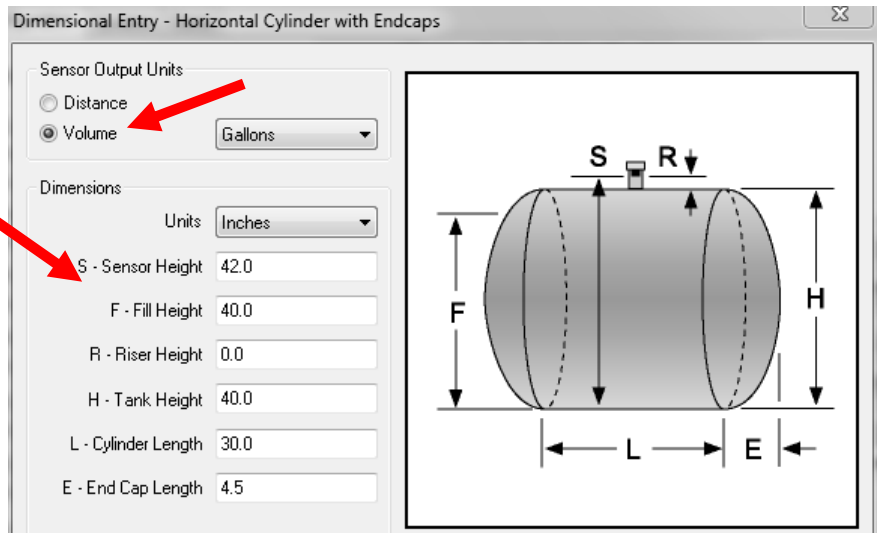 Dimensional Entry - Horizontal Cylinder with Endcaps
Sensor Output Units
Distance
Volume Gallons
Dimensions
Units Inches
S - Sensor Height 42.0
F - Fill Height 40.0
R - Riser Height 0.0
H - Tank Height 40.0
L - Cylinder Length 30.0
E - End Cap Length 4.5
S R
F H
L E